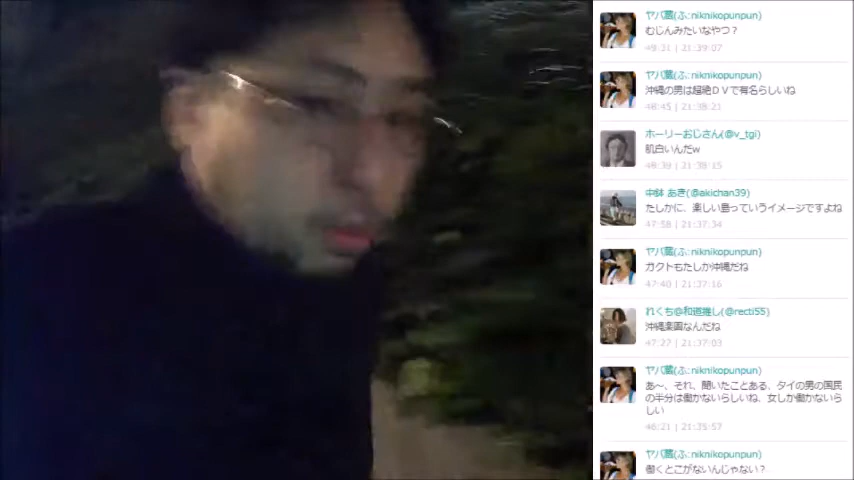 ヤバ蔵(ふ:niknikopunpun)
むじんみたいなやつ？
49:31 | 21:39:07
ヤバ蔵(ふ:niknikopunpun)
沖縄の男は超絶ＤＶで有名らしいね
48:45 | 21:38:21
ホーリーおじさん(@v_tgi)
肌白いんだw
48:39 | 21:38:15
中鉢 あき(@akichan39)
たしかに、楽しい島っていうイメージですよね
47:58 | 21:37:34
ヤバ蔵(ふ:niknikopunpun)
ガクトもたしか沖縄だね
47:40 | 21:37:16
れくち@和道推し(@recti55)
沖縄楽園なんだね
47:27 | 21:37:03
ヤバ蔵(ふ:niknikopunpun)
あ～、それ、聞いたことある、タイの男の国民
の半分は働かないらしいね、女しか働かないら
しい
46:21 | 21:35:57
ヤバ蔵(ふ:niknikopunpun)
働くとこがないんじゃない？